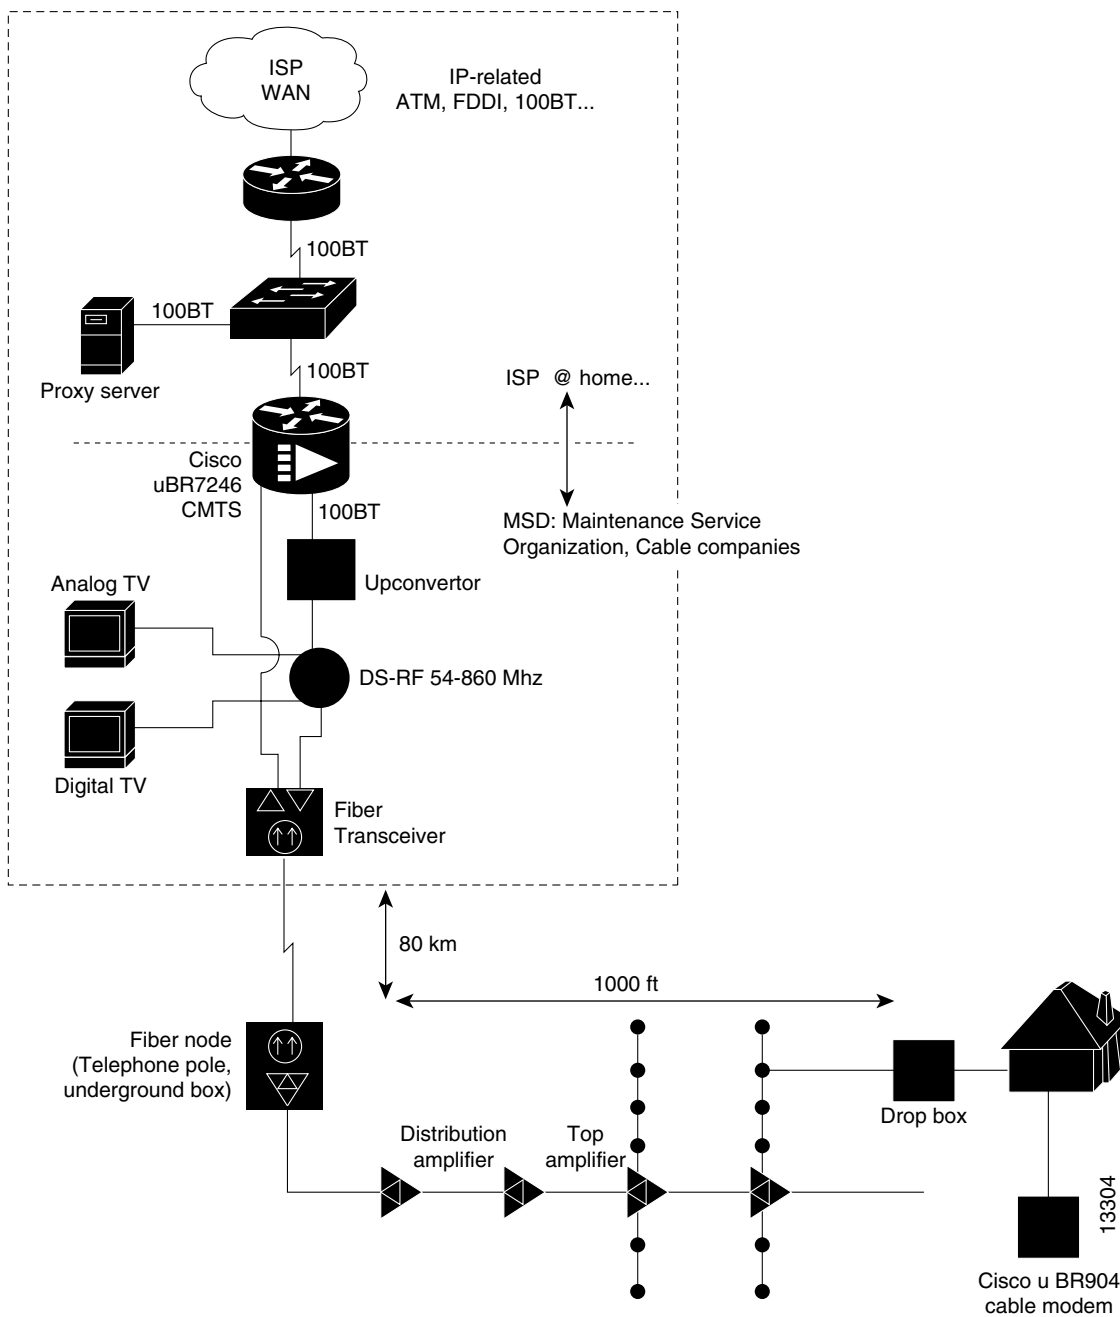 ISP
WAN
IP-related
ATM, FDDI, 100BT...
100BT
100BT
Proxy server
100BT
ISP @ home...
Cisco
uBR7246
CMTS
100BT
MSD: Maintenance Service
Organization, Cable companies
Analog TV
Upconvertor
DS-RF 54-860 Mhz
Digital TV
Fiber
Transceiver
80 km
1000 ft
Fiber node
(Telephone pole,
underground box)
Drop box
Distribution
amplifier
Top
amplifier
13304
Cisco u BR904
cable modem